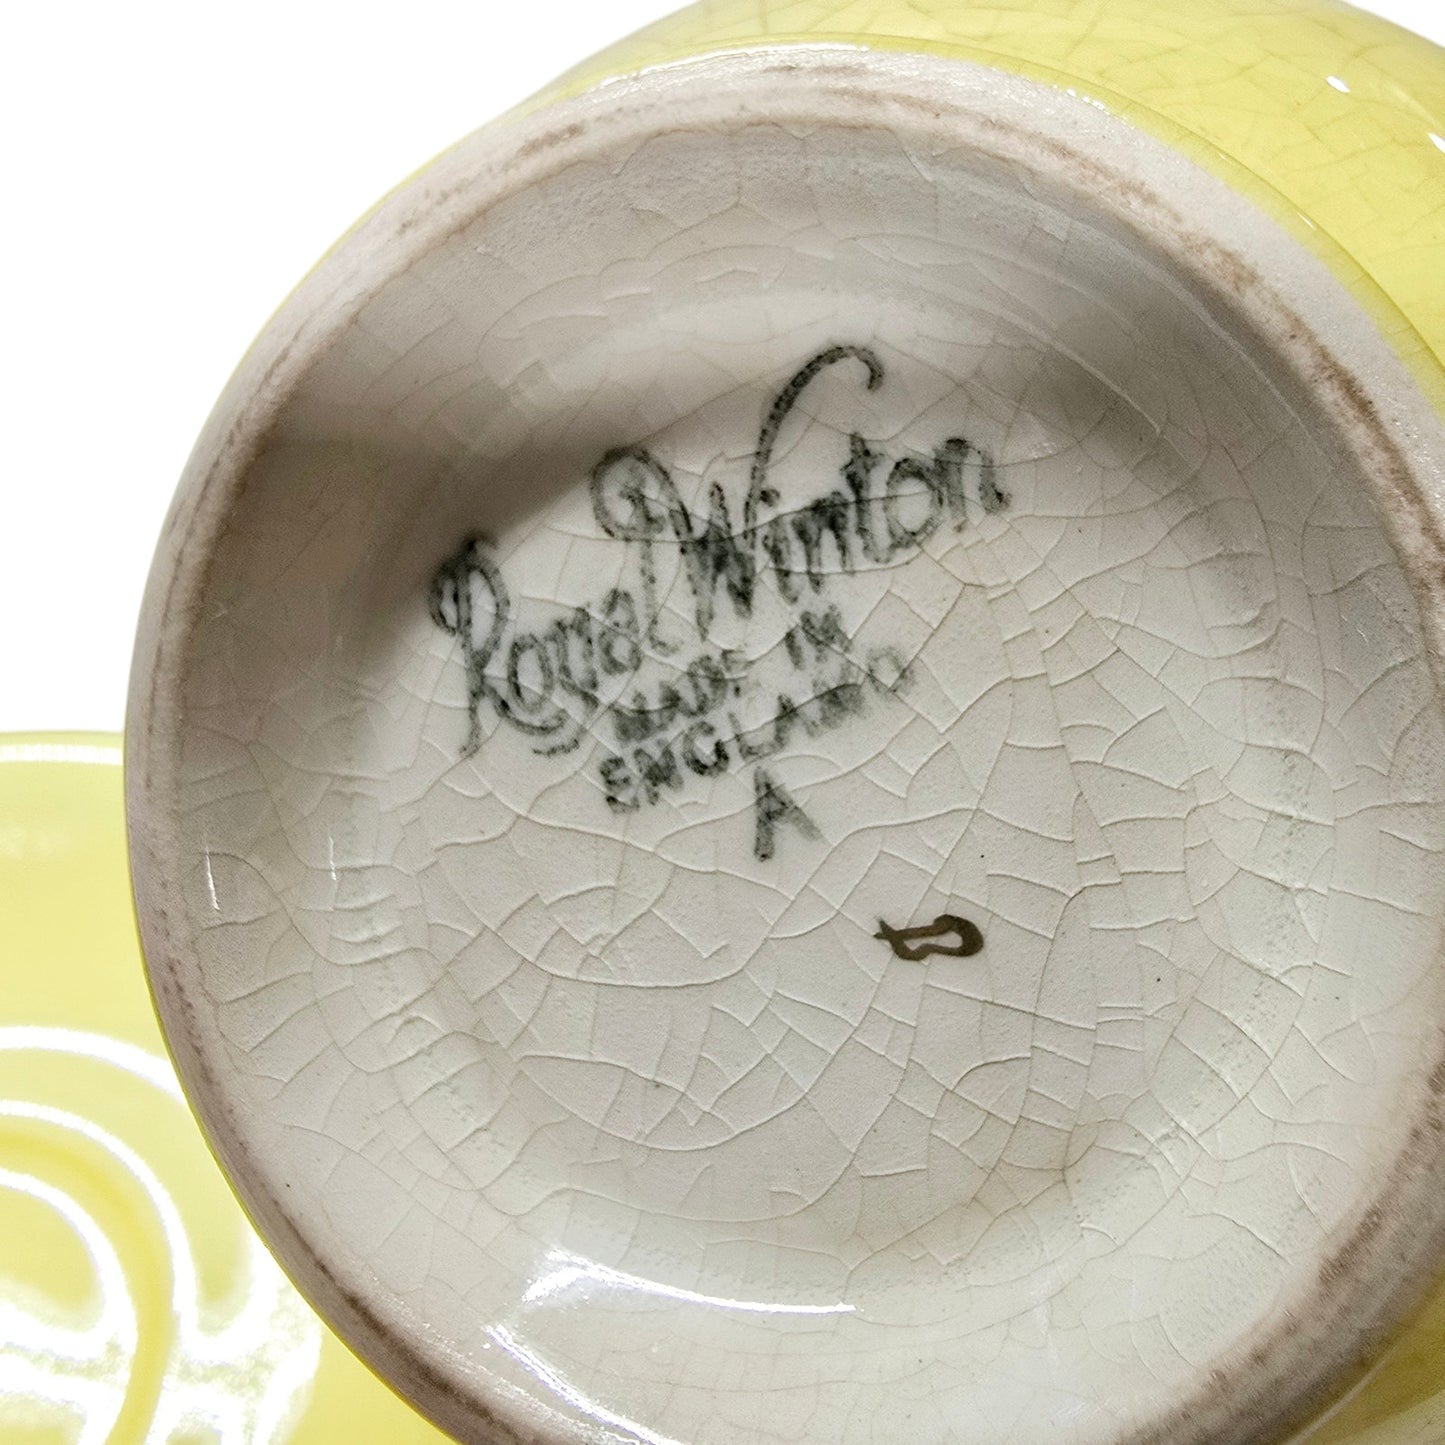 Royal Winton
MADE IN
ENGLAND
A